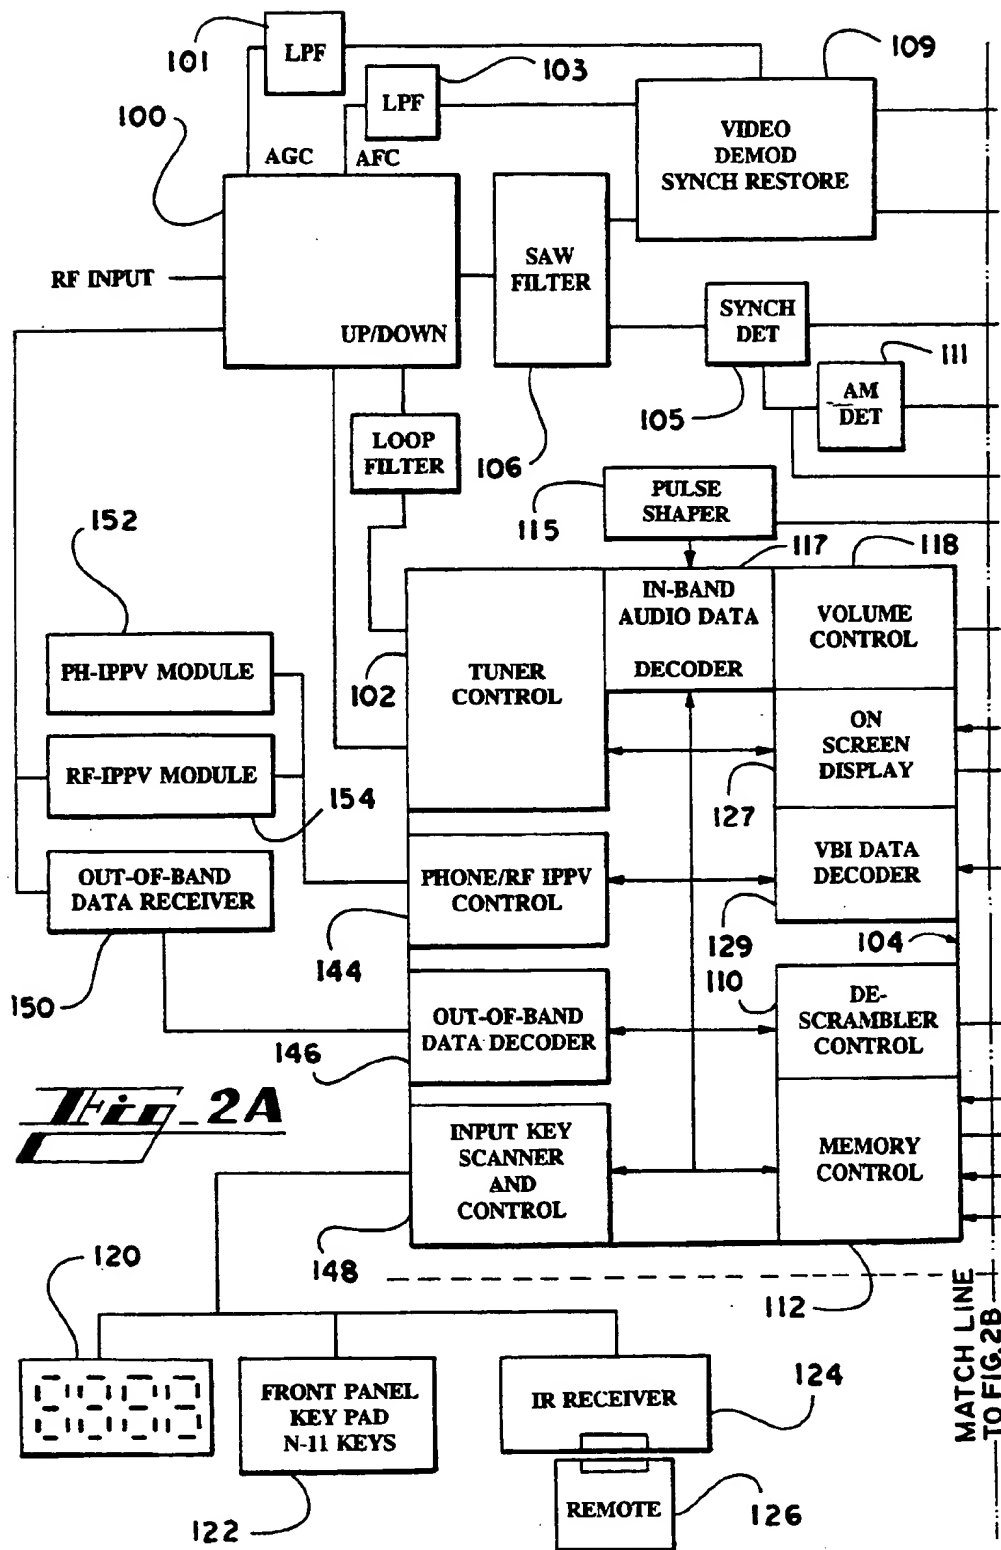 101
LPF
103
LPF
109
100
AGC
AFC
VIDEO
DEMOD
SYNCH RESTORE
RF INPUT
UP/DOWN
SAW
FILTER
SYNCH
DET
111
AM
DET
105
LOOP
FILTER
106
PULSE
SHAPER
115
152
117
118
IN-BAND
AUDIO DATA
DECODER
VOLUME
CONTROL
PH-IPPV MODULE
102
TUNER
CONTROL
ON
SCREEN
DISPLAY
RF-IPPV MODULE
154
127
OUT-OF-BAND
DATA RECEIVER
PHONE/RF IPPV
CONTROL
VBI DATA
DECODER
144
129
104
150
110
146
OUT-OF-BAND
DATA DECODER
DE-
SCRAMBLER
CONTROL
Fig_2A
INPUT KEY
SCANNER
AND
CONTROL
MEMORY
CONTROL
120
148
112
MATCH LINE
TO FIG.2B
FRONT PANEL
KEY PAD
N-11 KEYS
IR RECEIVER
124
122
REMOTE
126